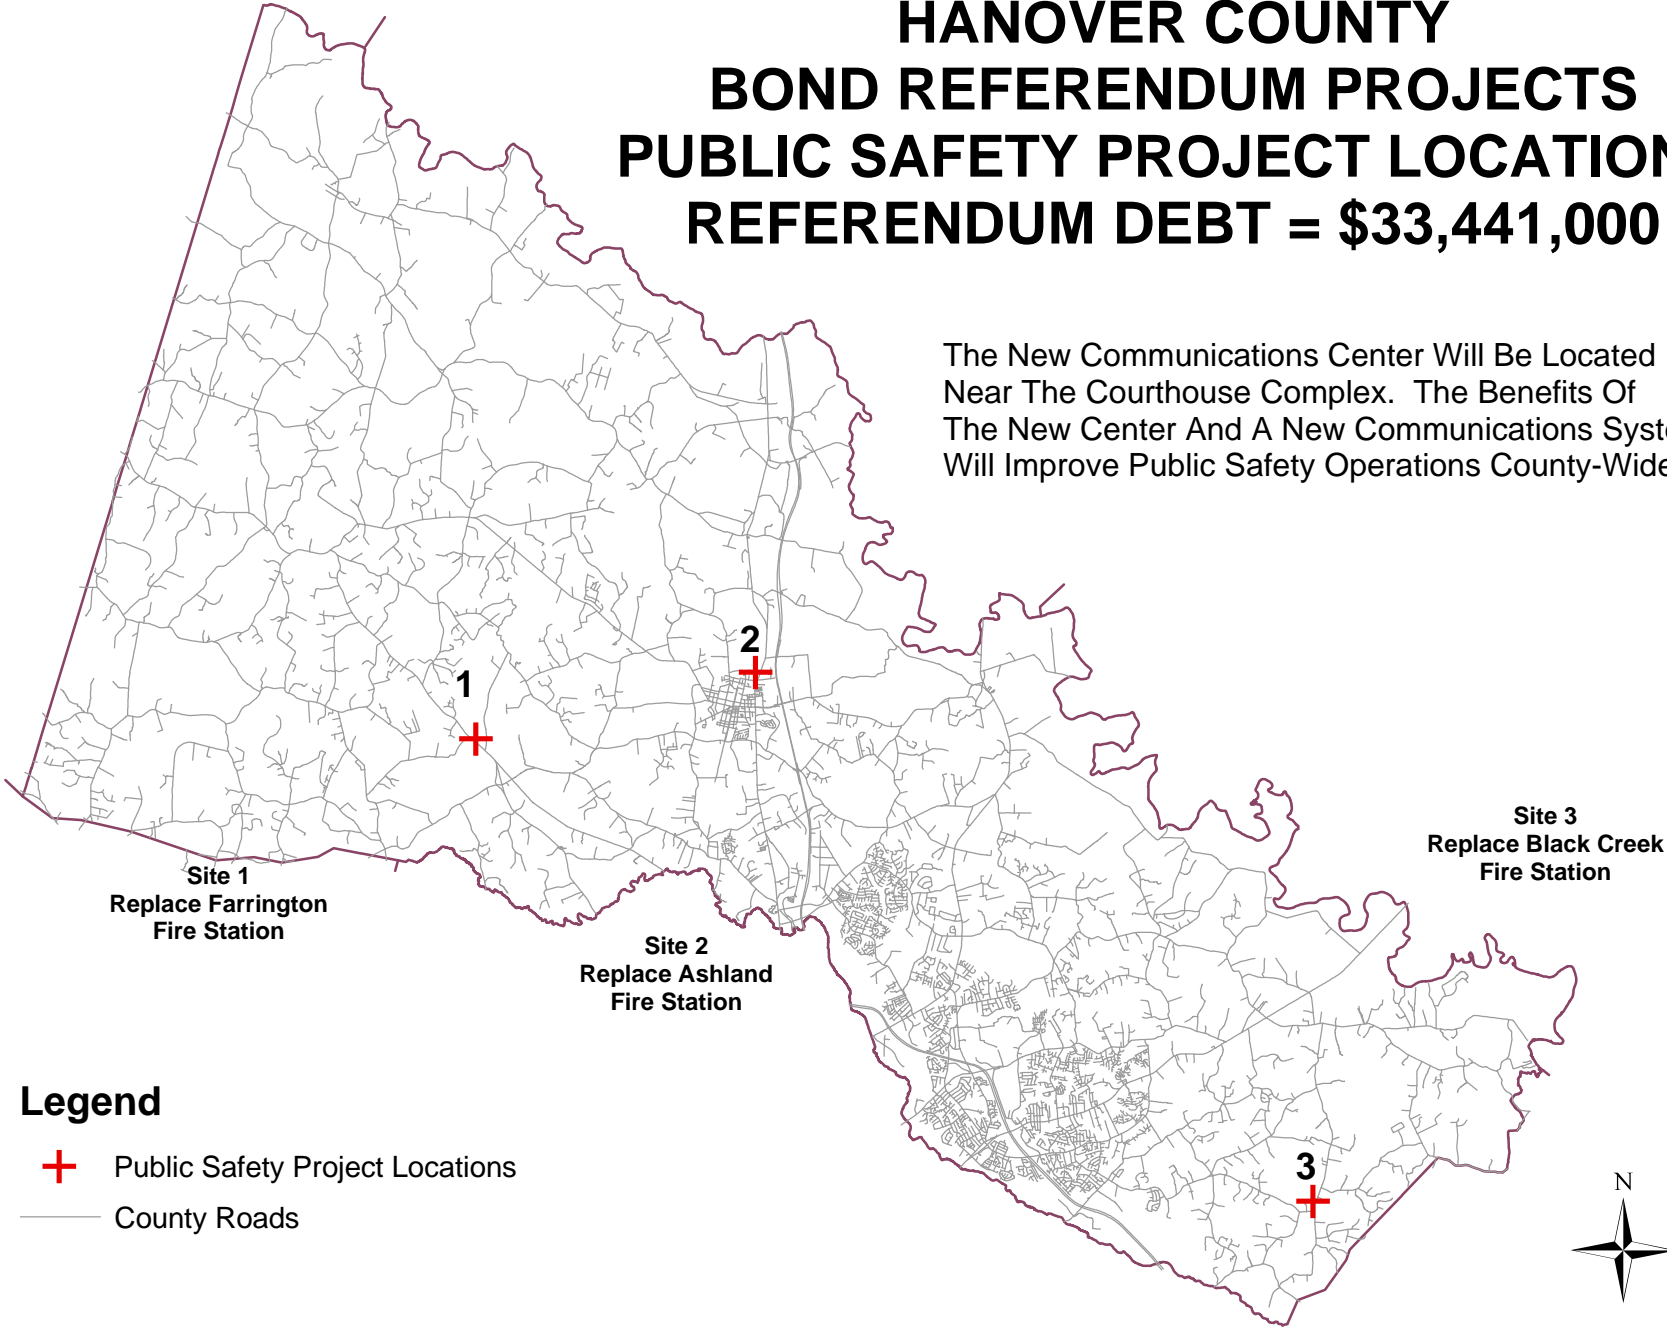 HANOVER COUNTY
BOND REFERENDUM PROJECTS
PUBLIC SAFETY PROJECT LOCATION
REFERENDUM DEBT = $33,441,000
The New Communications Center Will Be Located
Near The Courthouse Complex. The Benefits Of
The New Center And A New Communications Syst
Will Improve Public Safety Operations County-Wide
2
1
Site 3
Replace Black Creek
Fire Station
Site 1
Replace Farrington
Fire Station
Site 2
Replace Ashland
Fire Station
Legend
Public Safety Project Locations
County Roads
3
N